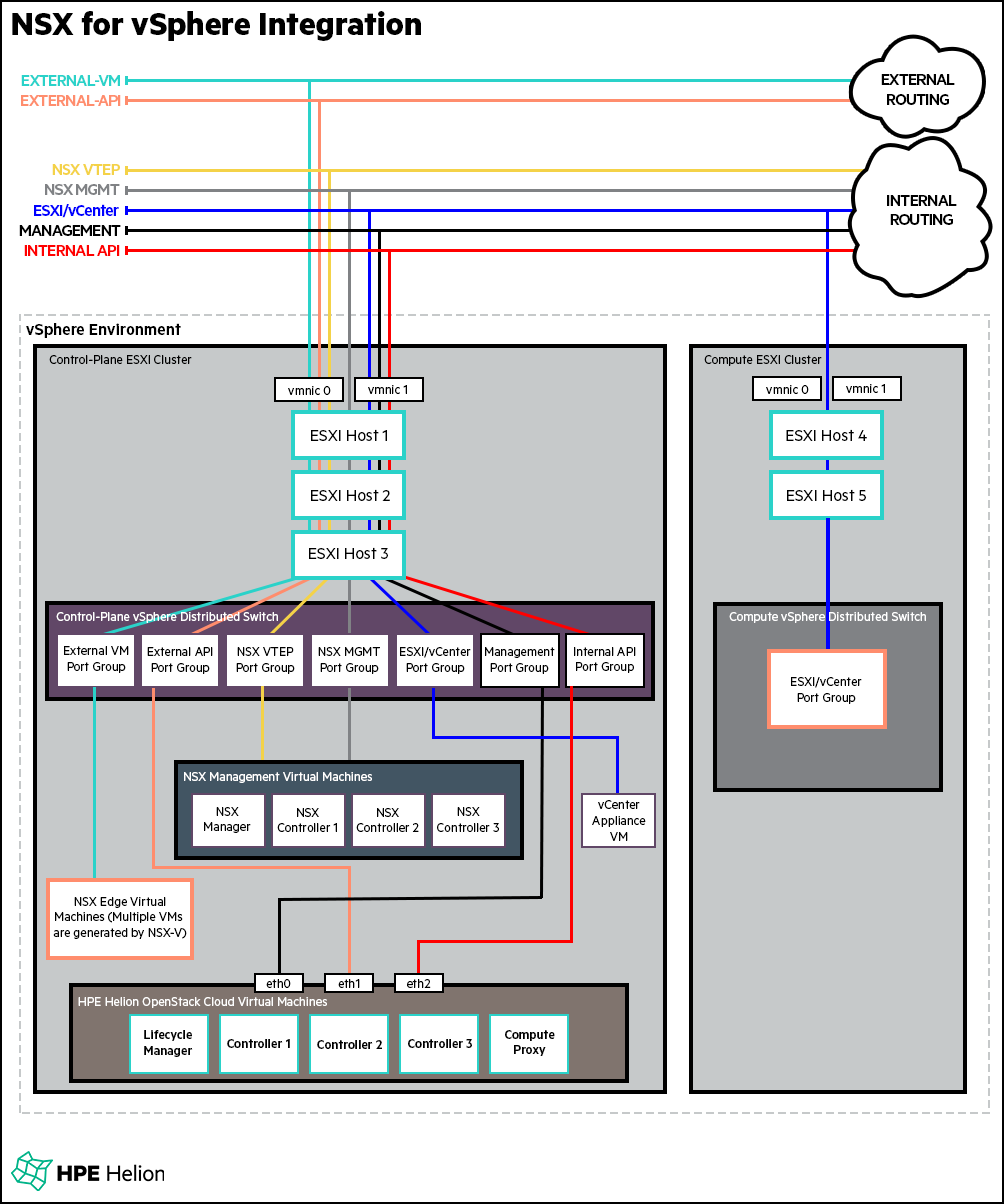 NSX for vSphere Integration
EXTERNAL-VM
EXTERNAL-API
EXTERNAL
ROUTING
NSX VTEP
NSX MGMT
ESXI/vCenter
MANAGEMENT
INTERNAL API
INTERNAL
ROUTING
vSphere Environment
Control-Plane ESXI Cluster
vmnic 0
vmnic 1
ESXI Host 1
ESXI Host 2
ESXI Host 3
Control-Plane vSphere Distributed Switch
External VM
Port Group
External API
Port Group
NSX VTEP
Port Group
NSX MGMT
Port Group
ESXI/vCenter
Port Group
Management
Port Group
Internal API
Port Group
NSX Management Virtual Machines
NSX
Manager
NSX
Controller 1
NSX
Controller 2
NSX
Controller 3
vCenter
Appliance
VM
NSX Edge Virtual
Machines (Multiple VMs
are generated by NSX-V)
eth0
eth1
eth2
HPE Helion OpenStack Cloud Virtual Machines
Lifecycle
Manager
Controller 1
Controller 2
Controller 3
Compute
Proxy
Compute ESXI Cluster
vmnic 0
vmnic 1
ESXI Host 4
ESXI Host 5
Compute vSphere Distributed Switch
ESXI/vCenter
Port Group
HPE Helion